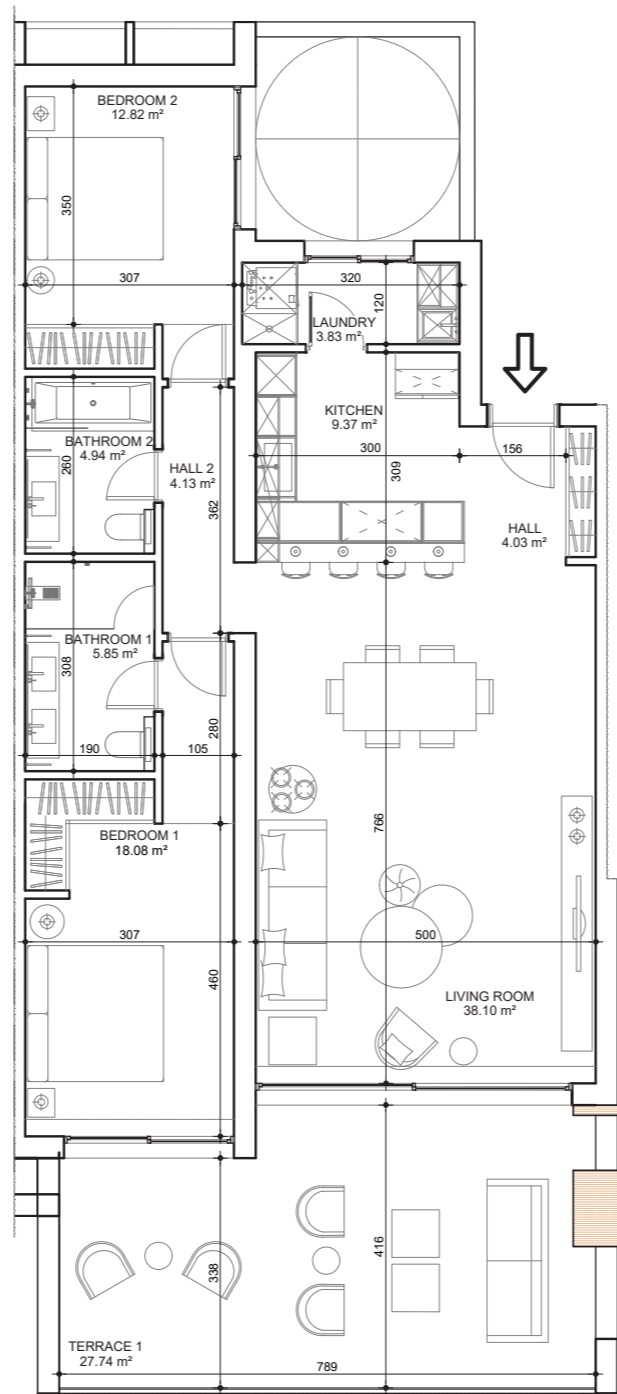 BEDROOM 2
12.82 m²
350
307
320
120
LAUNDRY
3.83 m²
KITCHEN
9.37 m²
300
156
309
BATHROOM 2
4.94 m²
260
HALL 2
4.13 m²
362
HALL
4.03 m²
BATHROOM 1
5.85 m²
308
280
190
105
766
BEDROOM 1
18.08 m²
307
500
460
LIVING ROOM
38.10 m²
416
338
TERRACE 1
27.74 m²
789